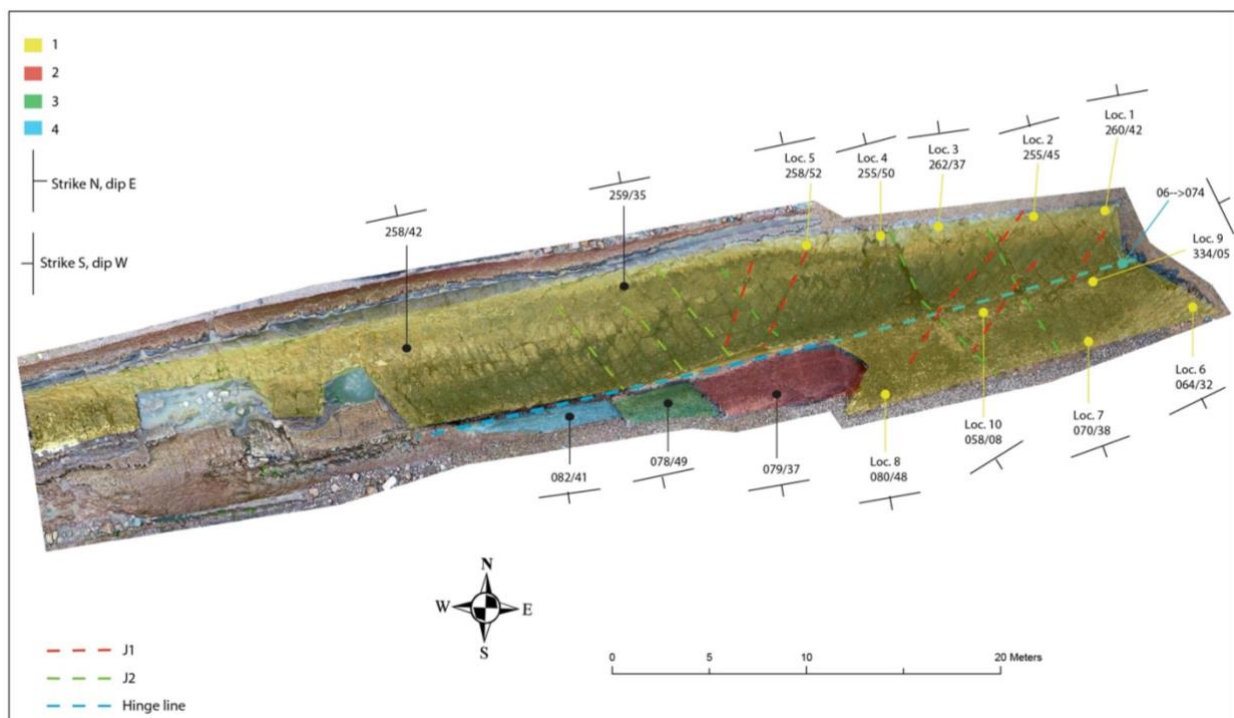 1
2
3
4
Strike N, dip E
Strike S, dip W
258/42
259/35
Loc. 5
258/52
Loc. 4
255/50
Loc. 3
262/37
Loc. 2
255/45
Loc. 1
260/42
06-->074
Loc. 9
334/05
Loc. 6
064/32
Loc. 7
070/38
Loc. 10
058/08
Loc. 8
080/48
079/37
078/49
082/41
N
W
E
S
J1
J2
Hinge line
0
5
10
20 Meters